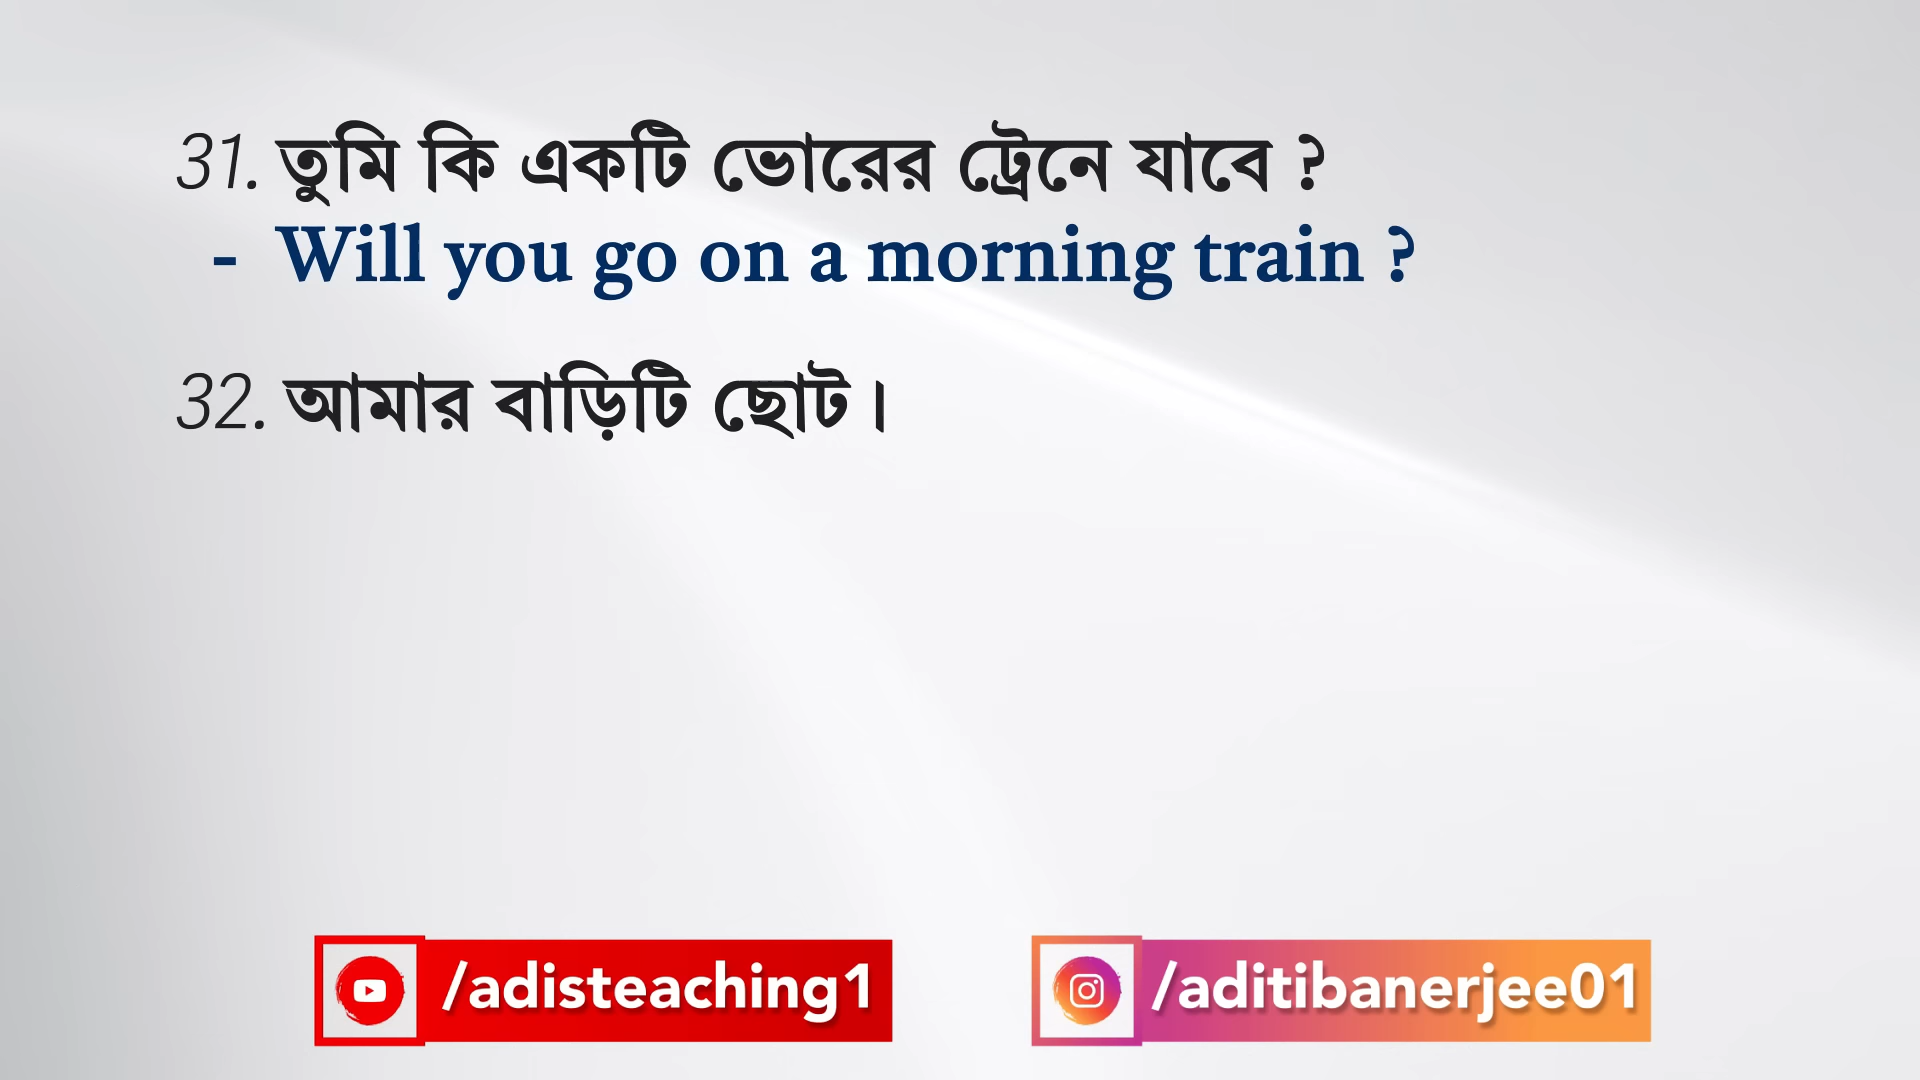 31. তুমি কি একটি ভোরের ট্রেনে যাবে ?
- Will you go on a morning train ?
32. আমার বাড়িটি ছোট।
/adisteaching1
/aditibanerjee01